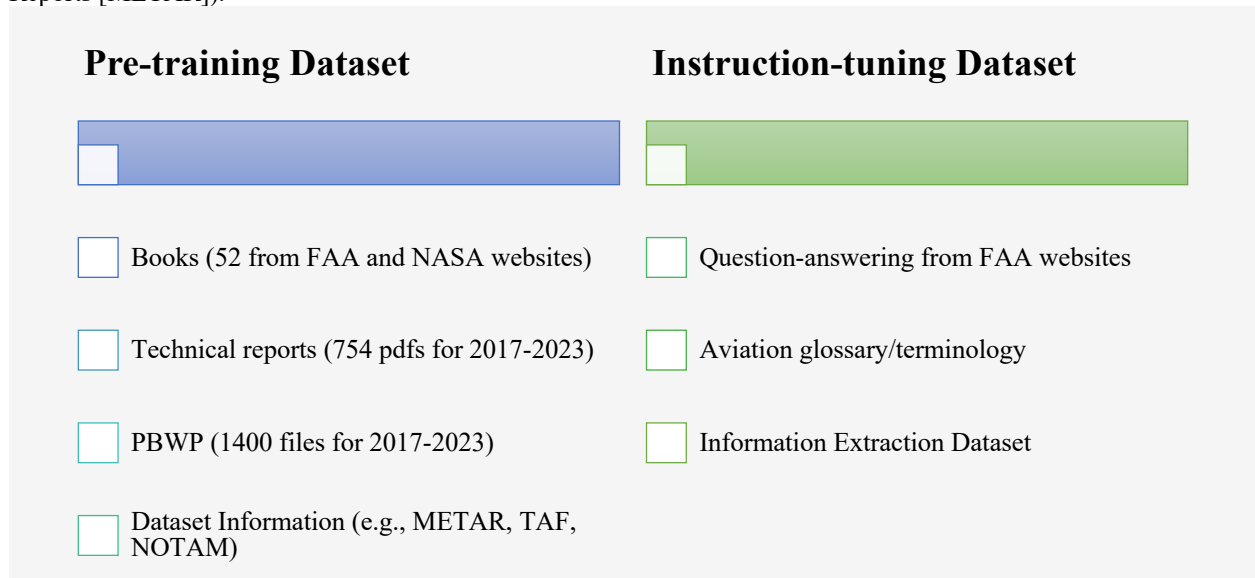 Reports [METAR]).
Pre-training Dataset
Books (52 from FAA and NASA websites)
Technical reports (754 pdfs for 2017-2023)
PBWP (1400 files for 2017-2023)
Dataset Information (e.g., METAR, TAF,
NOTAM)
Instruction-tuning Dataset
Question-answering from FAA websites
Aviation glossary/terminology
Information Extraction Dataset